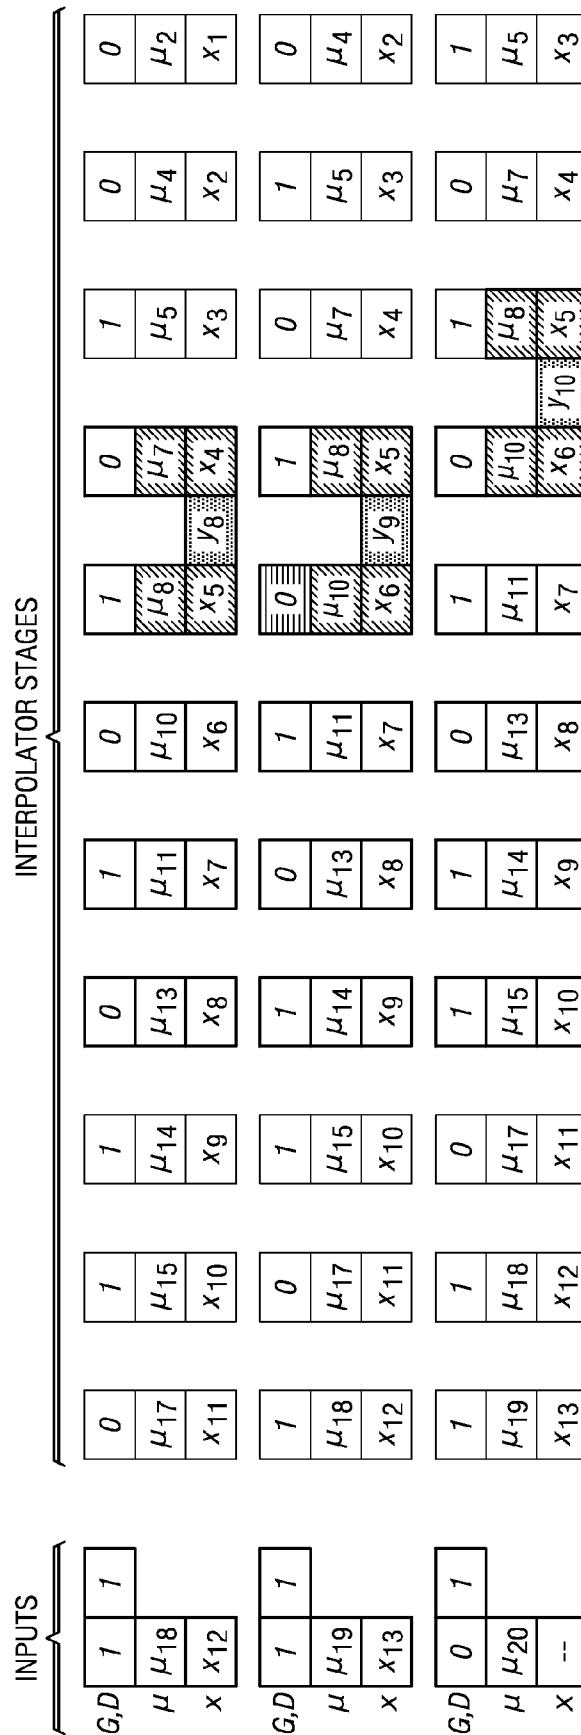 INPUTS INTERPOLATOR STAGES
G,D 1 1 0 1 1 0 1 0 1 0 1 0 0
μ μ18 μ17 μ15 μ14 μ13 μ11 μ10 μ8 μ7 μ5 μ4 μ2
x x12 x11 x10 x9 x8 x7 x6 x5 y8 x4 x3 x2 x1
G,D 1 1 1 0 1 1 0 1 0 1 0 1 0
μ μ19 μ18 μ17 μ15 μ14 μ13 μ11 μ10 μ8 μ7 μ5 μ4
x x13 x12 x11 x10 x9 x8 x7 x6 y9 x5 x4 x3 x2
G,D 0 1 1 1 0 1 1 0 1 0 1 0 1
μ μ20 μ19 μ18 μ17 μ15 μ14 μ13 μ11 μ10 μ8 μ7 μ5
x -- x13 x12 x11 x10 x9 x8 x7 x6 y10 x5 x4 x3